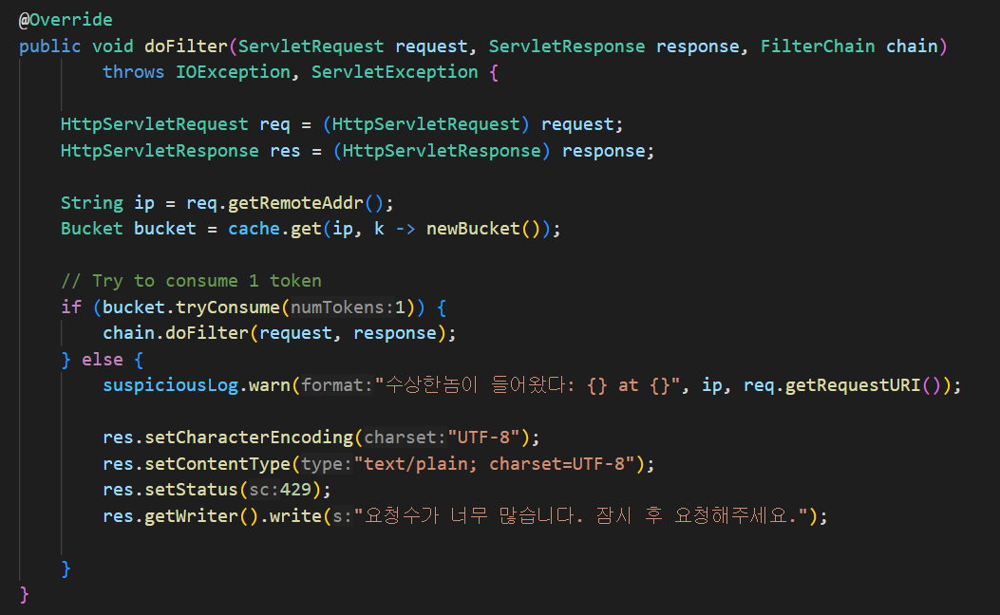 @Override
public void doFilter(ServletRequest request, ServletResponse response, FilterChain chain)
        throws IOException, ServletException {
    HttpServletRequest req = (HttpServletRequest) request;
    HttpServletResponse res = (HttpServletResponse) response;
    String ip = req.getRemoteAddr();
    Bucket bucket = cache.get(ip, k -> newBucket());
    // Try to consume 1 token
    if (bucket.tryConsume(numTokens:1)) {
        chain.doFilter(request, response);
    } else {
        suspiciousLog.warn(format:"수상한놈이 들어왔다: {} at {}", ip, req.getRequestURI());
        res.setCharacterEncoding(charset:"UTF-8");
        res.setContentType(type:"text/plain; charset=UTF-8");
        res.setStatus(sc:429);
        res.getWriter().write(s:"요청수가 너무 많습니다. 잠시 후 요청해주세요.");
    }
}